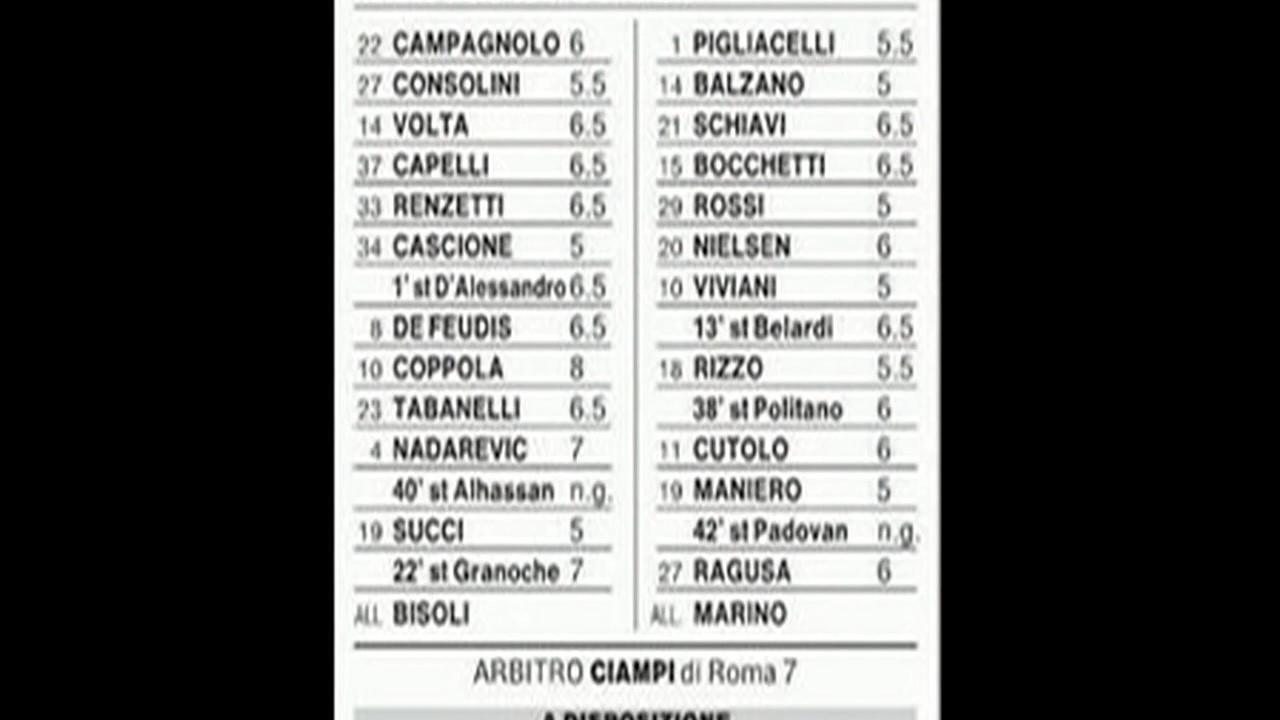 22 CAMPAGNOLO 6
27 CONSOLINI 5.5
14 VOLTA 6.5
37 CAPELLI 6.5
33 RENZETTI 6.5
34 CASCIONE 5
1' st D'Alessandro 6.5
8 DE FEUDIS 6.5
10 COPPOLA 8
23 TABANELLI 6.5
4 NADAREVIC 7
40' st Alhassan n.g.
19 SUCCI 5
22' st Granoche 7
ALL. BISOLI
1 PIGLIACELLI 5.5
14 BALZANO 5
21 SCHIAVI 6.5
15 BOCCHETTI 6.5
29 ROSSI 5
20 NIELSEN 6
10 VIVIANI 5
13' st Belardi 6.5
18 RIZZO 5.5
38' st Politano 6
11 CUTOLO 6
19 MANIERO 5
42' st Padovan n.g.
27 RAGUSA 6
ALL. MARINO
ARBITRO CIAMPI di Roma 7
A DISPOSIZIONE